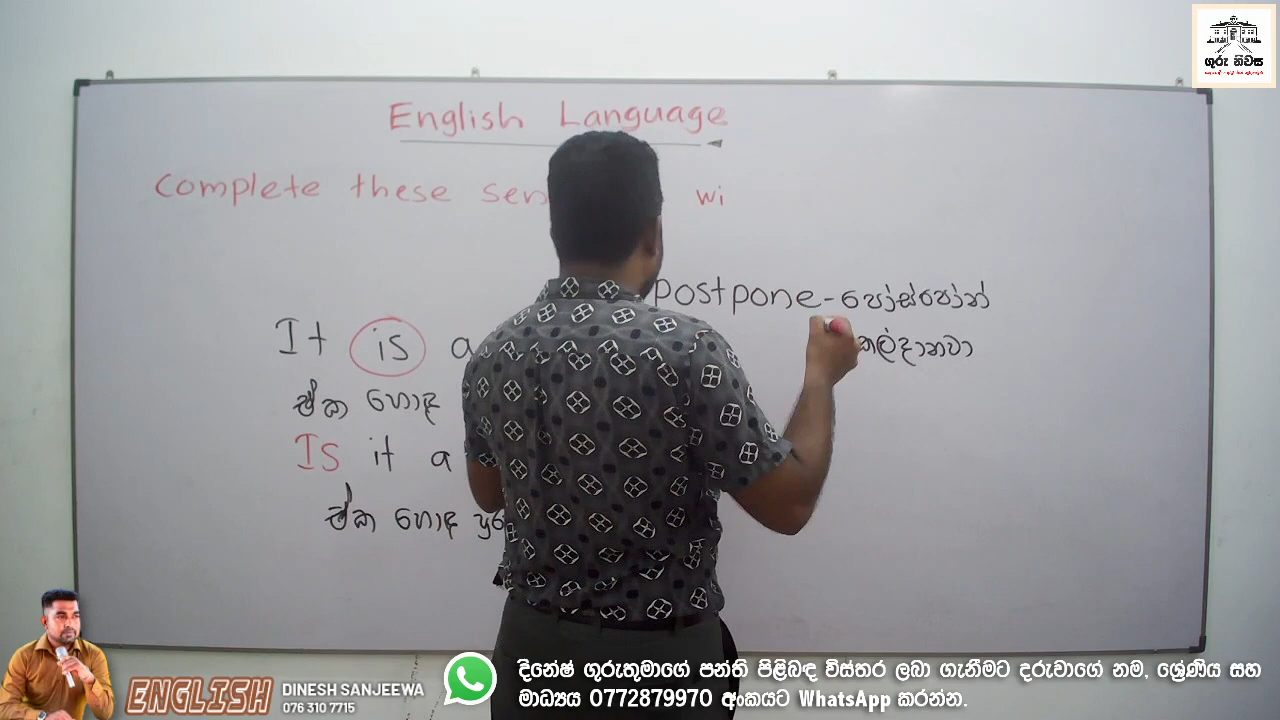 ගුරු නිවස
English Language
Complete these sen wi
postpone - පෝස්පෝන්
කල්දානවා
It is a
ඒක හොඳ
Is it a
ඒක හොඳ පුර
ENGLISH
DINESH SANJEEWA
076 310 7715
දිනේෂ් ගුරුතුමාගේ පන්ති පිළිබඳ විස්තර ලබා ගැනීමට දරුවාගේ නම, ශ්‍රේණිය සහ
මාධ්‍යය 0772879970 අංකයට WhatsApp කරන්න.